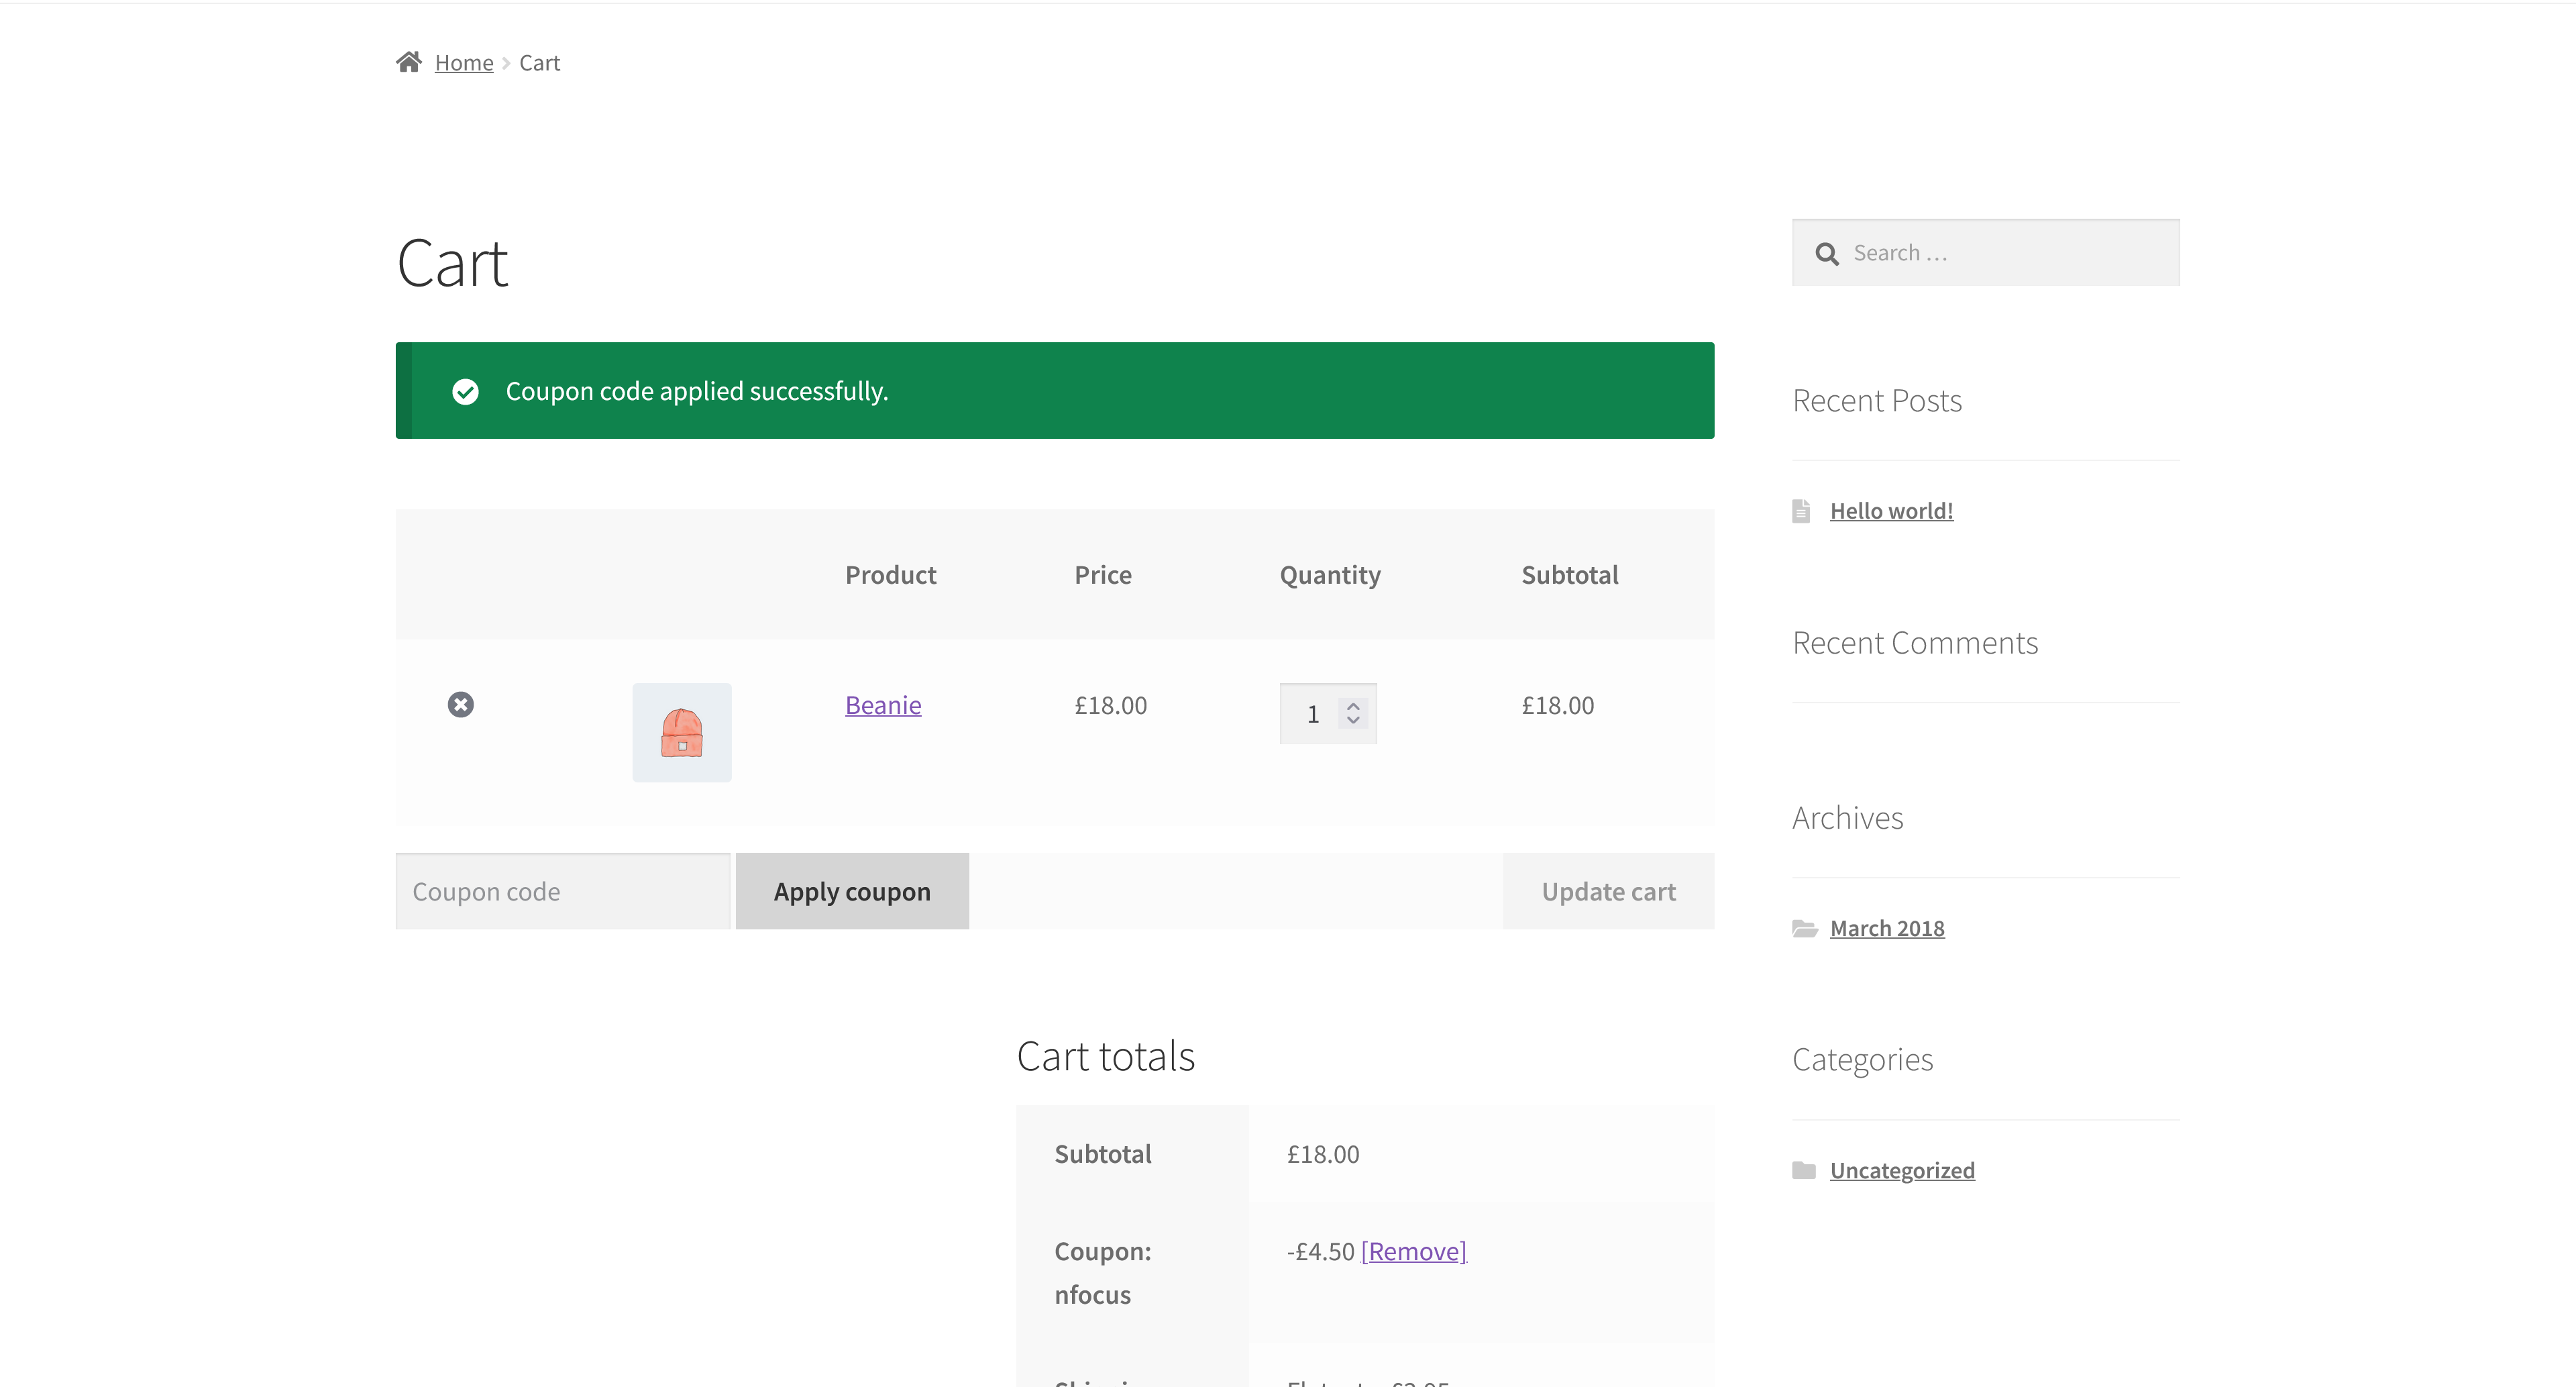 Home Cart
Cart
Search …
Coupon code applied successfully.
Recent Posts
Hello world!
Product Price Quantity Subtotal
Beanie £18.00 1 £18.00
Recent Comments
Archives
Coupon code Apply coupon Update cart
March 2018
Cart totals
Categories
Subtotal £18.00
Uncategorized
Coupon: -£4.50 [Remove]
nfocus